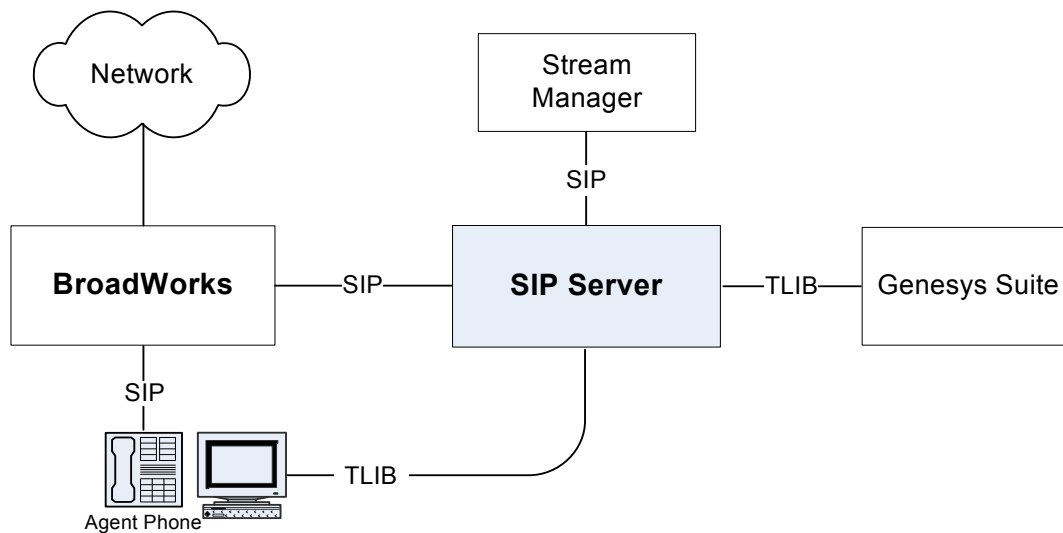 Network
Stream
Manager
SIP
BroadWorks
SIP
SIP Server
TLIB
Genesys Suite
SIP
TLIB
Agent Phone